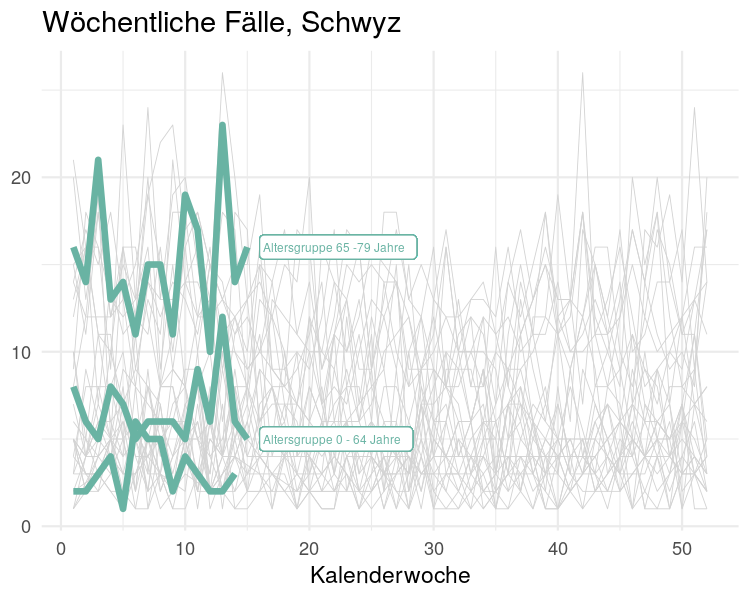 Wöchentliche Fälle, Schwyz
20
10
0
Altersgruppe 65 -79 Jahre
Altersgruppe 0 - 64 Jahre
0 10 20 30 40 50
Kalenderwoche